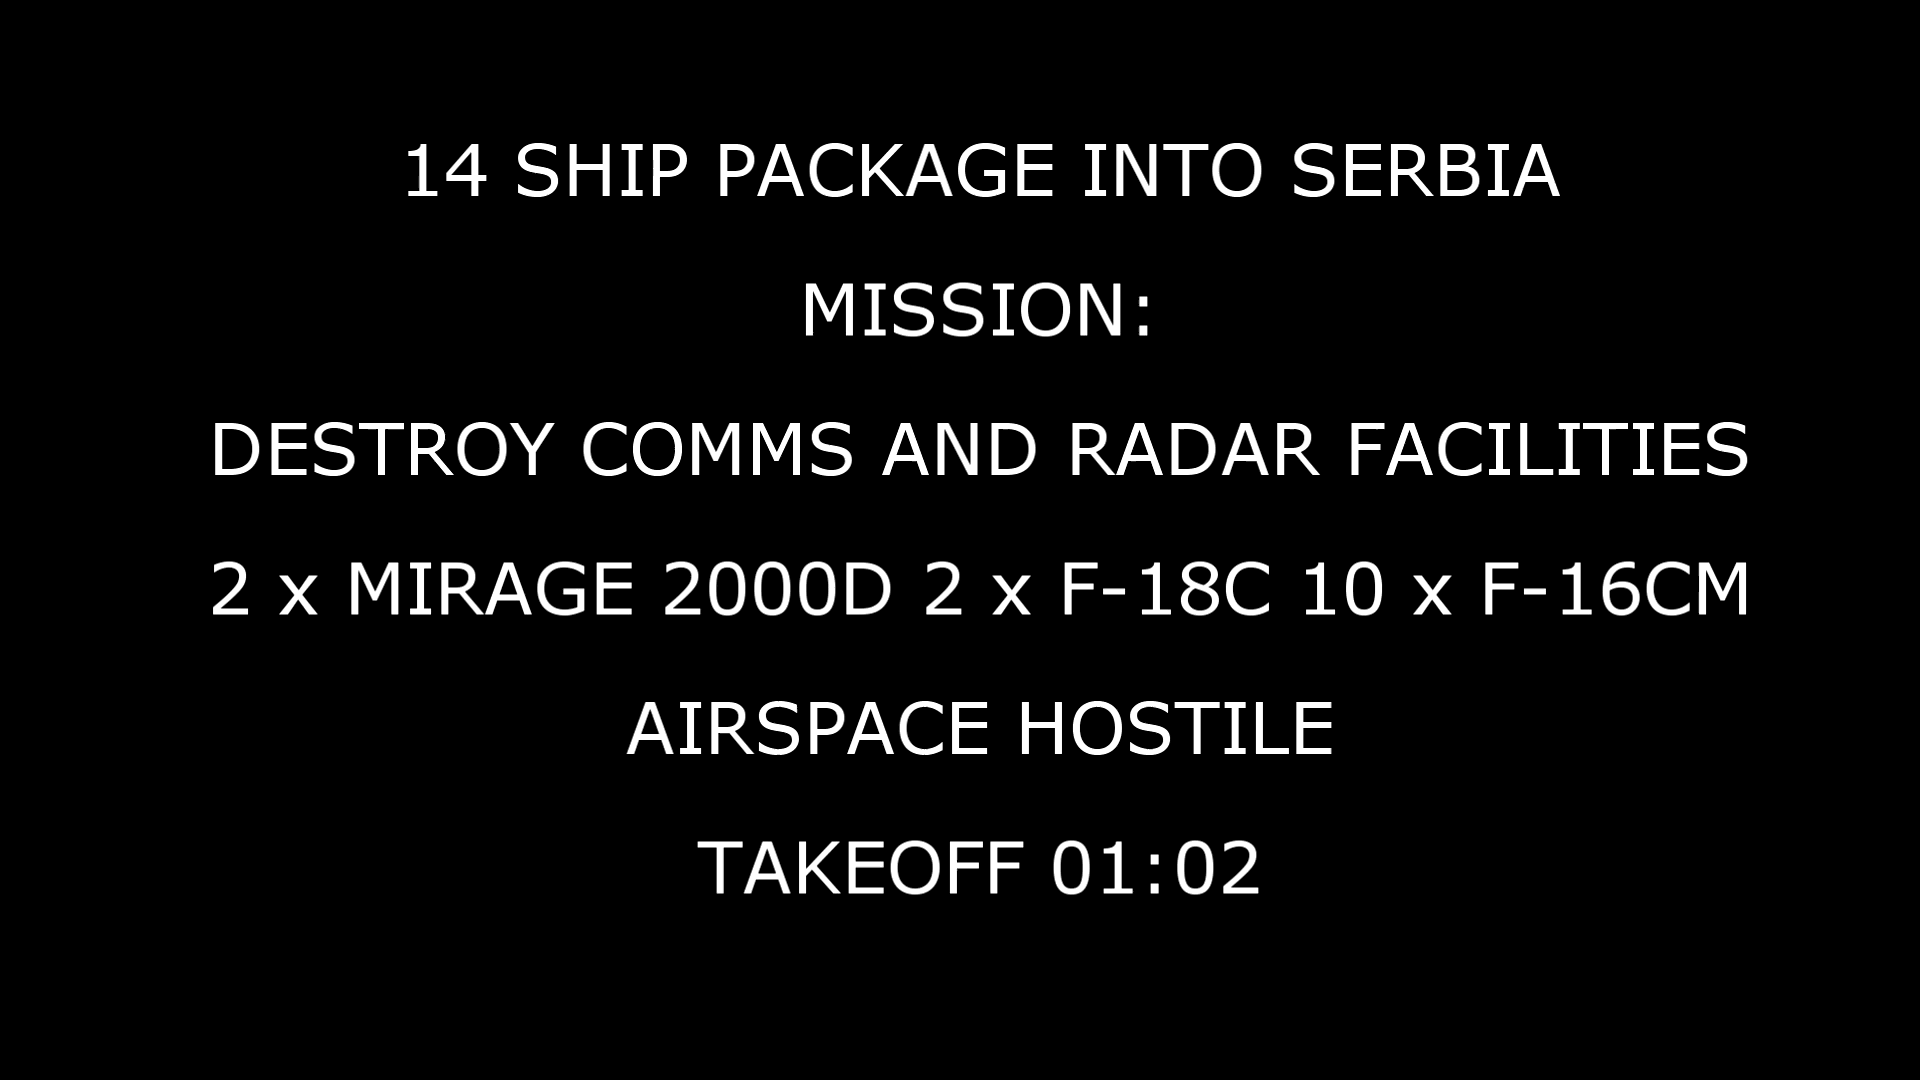 14 SHIP PACKAGE INTO SERBIA
MISSION:
DESTROY COMMS AND RADAR FACILITIES
2 x MIRAGE 2000D 2 x F-18C 10 x F-16CM
AIRSPACE HOSTILE
TAKEOFF 01:02